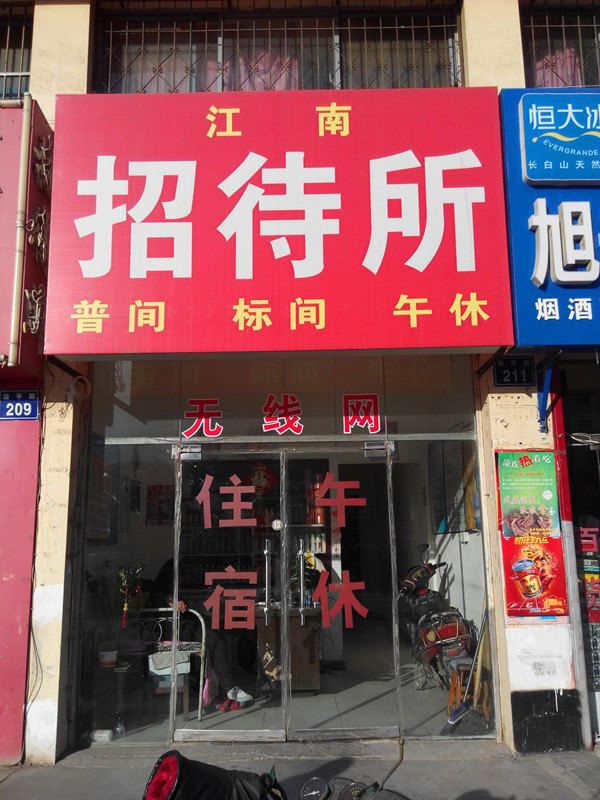 江南
招待所
普间 标间 午休
无线网
住宿
午休
209
211
恒大冰
EVERGRANDE
长白山天然
旭
烟酒